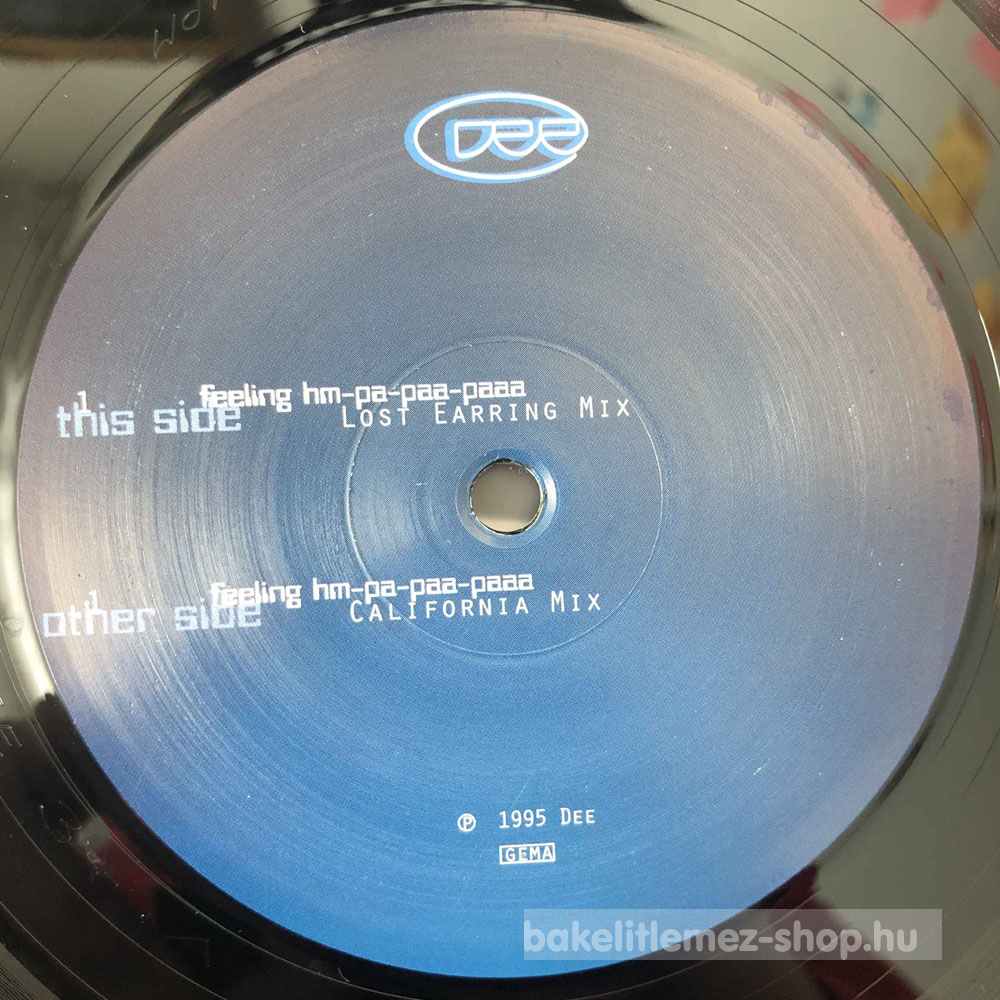 DEE
feeling hm-pa-paa-paaa
1
this side
LOST EARRING MIX
feeling hm-pa-paa-paaa
1
other side
CALIFORNIA MIX
℗ 1995 DEE
GEMA
bakelitlemez-shop.hu